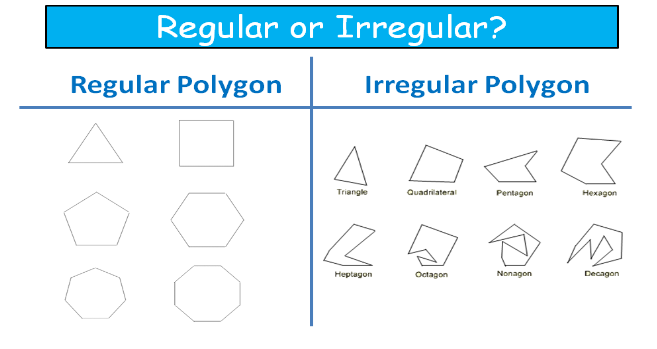 Regular or Irregular?
Regular Polygon
Irregular Polygon
Triangle
Quadrilateral
Pentagon
Hexagon
Heptagon
Octagon
Nonagon
Decagon